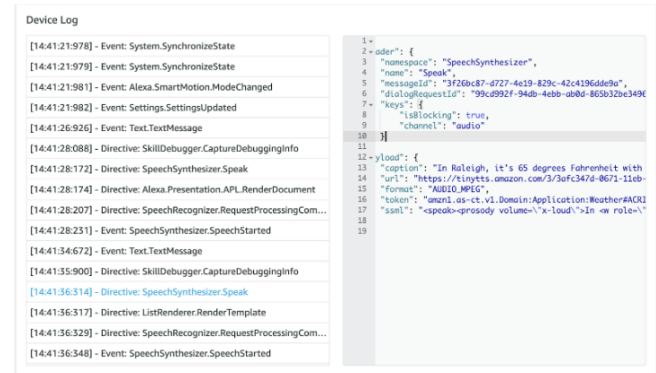 Device Log
[14:41:21:978] - Event: System.SynchronizeState
[14:41:21:979] - Event: System.SynchronizeState
[14:41:21:981] - Event: Alexa.SmartMotion.ModeChanged
[14:41:21:982] - Event: Settings.SettingsUpdated
[14:41:26:926] - Event: Text.TextMessage
[14:41:28:088] - Directive: SkillDebugger.CaptureDebuggingInfo
[14:41:28:172] - Directive: SpeechSynthesizer.Speak
[14:41:28:174] - Directive: Alexa.Presentation.APL.RenderDocument
[14:41:28:207] - Directive: SpeechRecognizer.RequestProcessingCom...
[14:41:28:231] - Event: SpeechSynthesizer.SpeechStarted
[14:41:34:672] - Event: Text.TextMessage
[14:41:35:900] - Directive: SkillDebugger.CaptureDebuggingInfo
[14:41:36:314] - Directive: SpeechSynthesizer.Speak
[14:41:36:317] - Directive: ListRenderer.RenderTemplate
[14:41:36:329] - Directive: SpeechRecognizer.RequestProcessingCom...
[14:41:36:348] - Event: SpeechSynthesizer.SpeechStarted
1
2 ader": {
3 "namespace": "SpeechSynthesizer",
4 "name": "Speak",
5 "messageId": "3f26bc87-d727-4e19-829c-42c4196dde9a",
6 "dialogRequestId": "99cd992f-94db-4ebb-ab0d-865b32be3496
7 "keys": {
8 "isBlocking": true,
9 "channel": "audio"
10 }
11
12 yload": {
13 "caption": "In Raleigh, it's 65 degrees Fahrenheit with
14 "url": "https://tinytts.amazon.com/3/3afc347d-0671-11eb-
15 "format": "AUDIO_MPEG",
16 "token": "amzn1.as-ct.v1.Domain:Application:Weather#ACRI
17 "ssml": "<speak><prosody volume=\"x-loud\">In <w role=\"
18
19